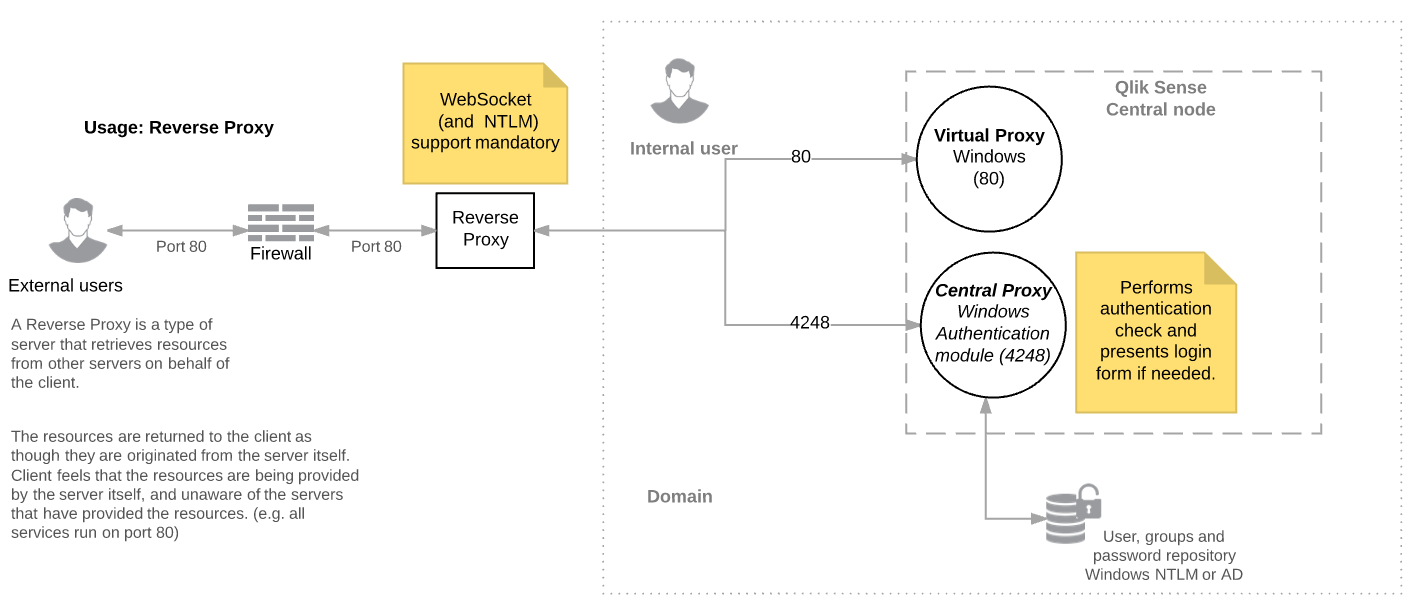 Usage: Reverse Proxy
WebSocket
(and NTLM)
support mandatory
External users
Port 80
Firewall
Port 80
Reverse
Proxy
A Reverse Proxy is a type of
server that retrieves resources
from other servers on behalf of
the client.
The resources are returned to the client as
though they are originated from the server itself.
Client feels that the resources are being provided
by the server itself, and unaware of the servers
that have provided the resources. (e.g. all
services run on port 80)
Internal user
80
4248
Qlik Sense
Central node
Virtual Proxy
Windows
(80)
Central Proxy
Windows
Authentication
module (4248)
Performs
authentication
check and
presents login
form if needed.
Domain
User, groups and
password repository
Windows NTLM or AD